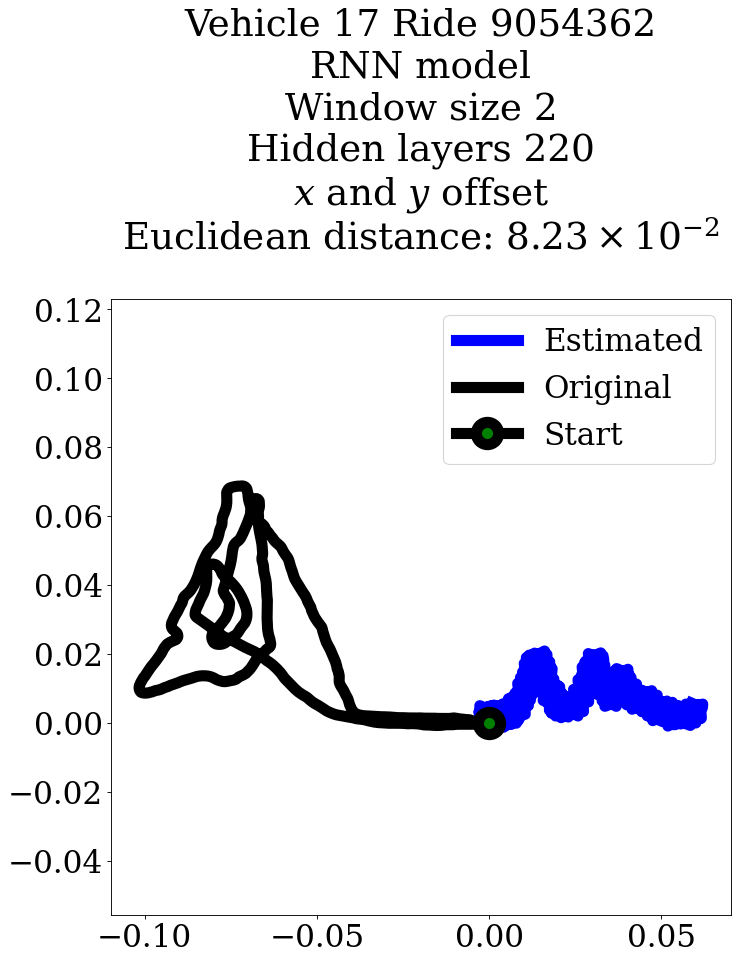 Vehicle 17 Ride 9054362
RNN model
Window size 2
Hidden layers 220
x and y offset
Euclidean distance: 8.23 × 10⁻²
Estimated
Original
Start
0.12
0.10
0.08
0.06
0.04
0.02
0.00
−0.02
−0.04
−0.10 −0.05 0.00 0.05